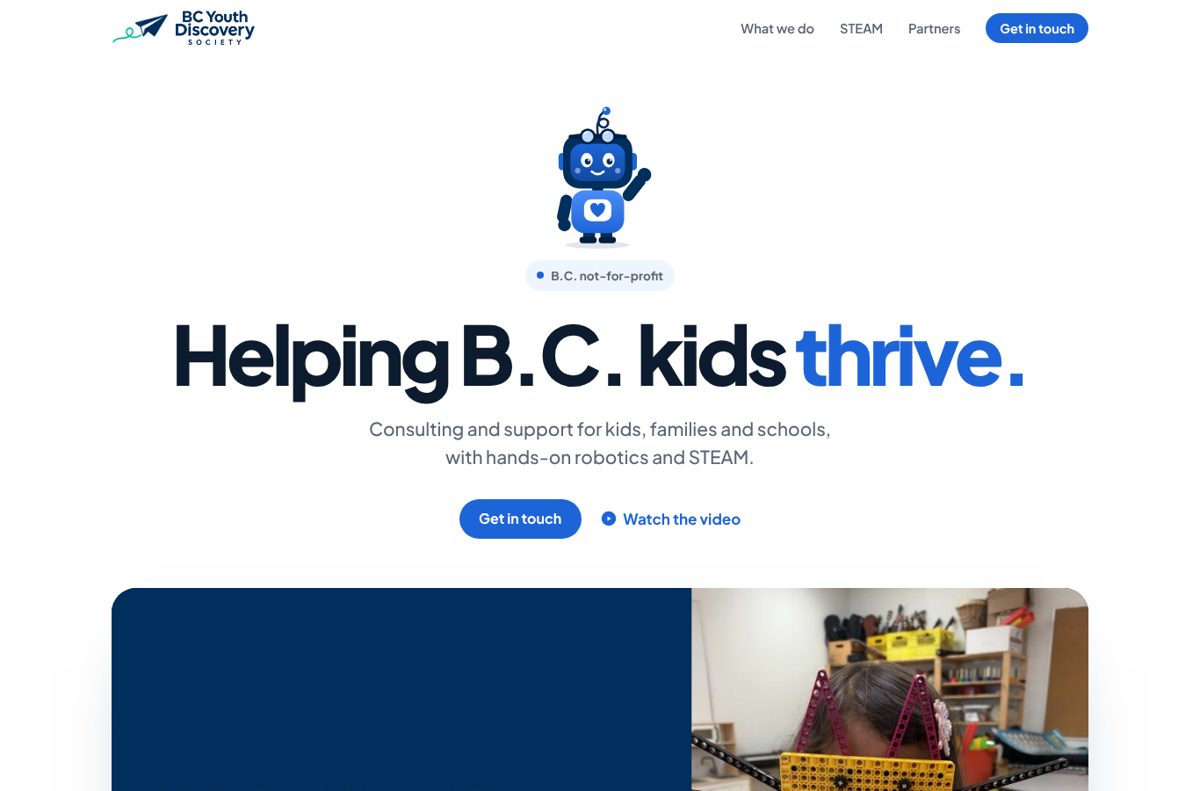 BC Youth
Discovery
SOCIETY
What we do
STEAM
Partners
Get in touch
B.C. not-for-profit
Helping B.C. kids thrive.
Consulting and support for kids, families and schools,
with hands-on robotics and STEAM.
Get in touch
Watch the video